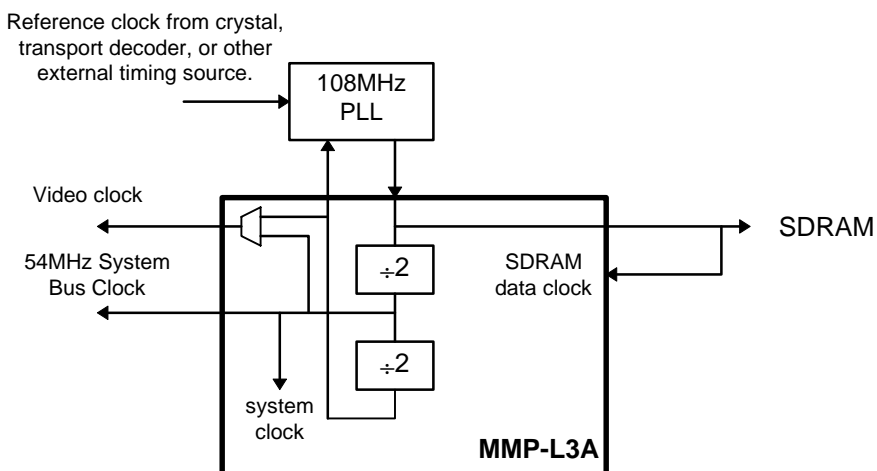 Reference clock from crystal,
transport decoder, or other
external timing source.
108MHz
PLL
Video clock
SDRAM
54MHz System
Bus Clock
÷2
SDRAM
data clock
÷2
system
clock
MMP-L3A